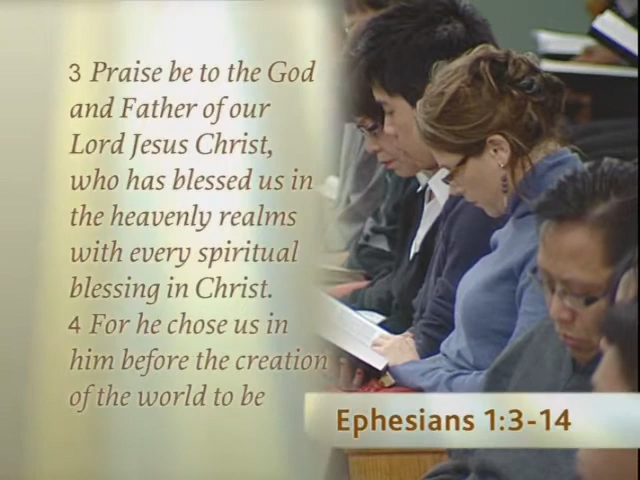 3 Praise be to the God
and Father of our
Lord Jesus Christ,
who has blessed us in
the heavenly realms
with every spiritual
blessing in Christ.
4 For he chose us in
him before the creation
of the world to be
Ephesians 1:3-14